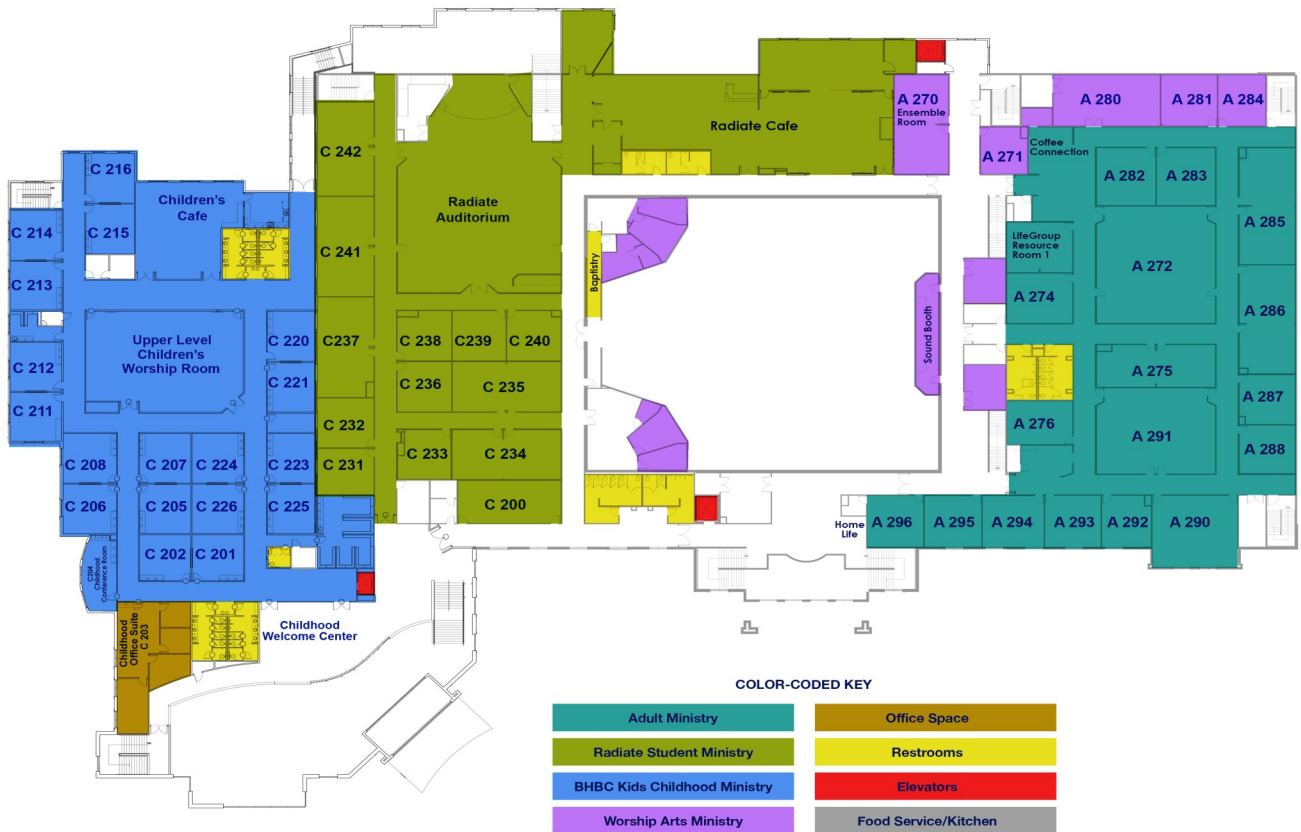 A 270
Ensemble
Room
A 280
A 281
A 284
Radiate Cafe
C 242
A 271
Coffee
Connection
C 216
A 282
A 283
Children's
Cafe
Radiate
Auditorium
C 214
C 215
C 241
A 285
LifeGroup
Resource
Room 1
Baptistry
A 272
C 213
A 274
A 286
Sound Booth
Upper Level
Children's
Worship Room
C 220
C237
C 238
C239
C 240
C 212
C 221
C 236
C 235
A 275
A 287
C 211
C 232
A 276
A 291
C 208
C 207
C 224
C 223
C 231
C 233
C 234
A 288
C 206
C 205
C 226
C 225
C 200
Home
Life
A 296
A 295
A 294
A 293
A 292
A 290
C 202
C 201
C204
Childhood
Conference Room
Childhood
Office Suite
C 203
Childhood
Welcome Center
COLOR-CODED KEY
Adult Ministry
Office Space
Radiate Student Ministry
Restrooms
BHBC Kids Childhood Ministry
Elevators
Worship Arts Ministry
Food Service/Kitchen